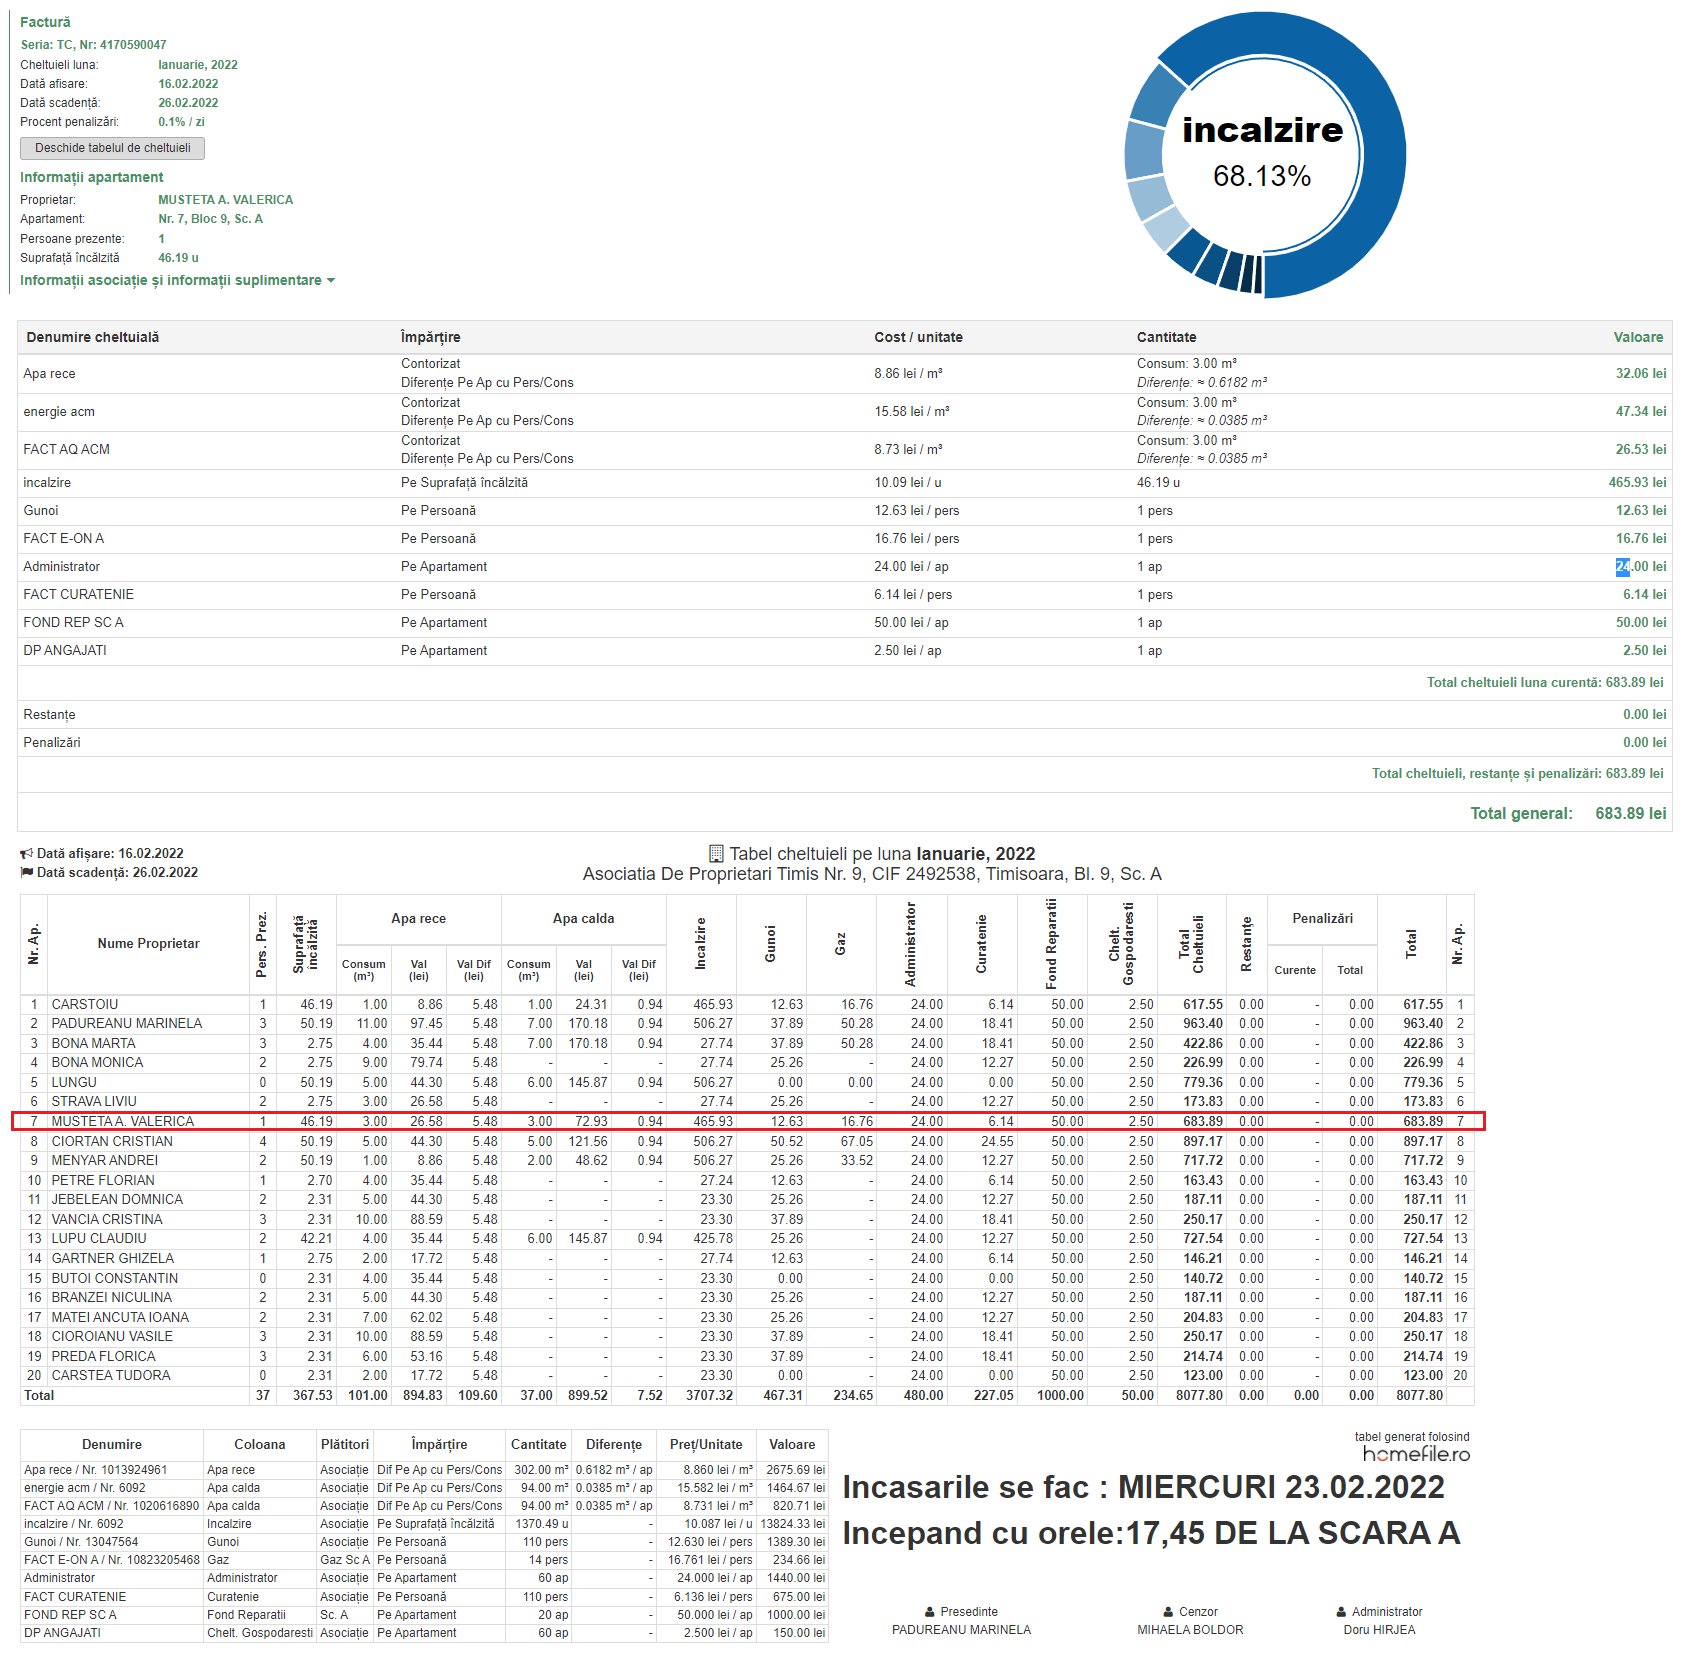 Factură
Seria: TC, Nr: 4170590047
Cheltuieli luna: Ianuarie, 2022
Dată afisare: 16.02.2022
Dată scadență: 26.02.2022
Procent penalizări: 0.1% / zi
Deschide tabelul de cheltuieli
Informații apartament
Proprietar: MUSTETA A. VALERICA
Apartament: Nr. 7, Bloc 9, Sc. A
Persoane prezente: 1
Suprafață încălzită 46.19 u
Informații asociație și informații suplimentare
incalzire
68.13%
Denumire cheltuială Împărțire Cost / unitate Cantitate Valoare
Apa rece Contorizat Diferențe Pe Ap cu Pers/Cons 8.86 lei / m³ Consum: 3.00 m³ Diferențe: ≈ 0.6182 m³ 32.06 lei
energie acm Contorizat Diferențe Pe Ap cu Pers/Cons 15.58 lei / m³ Consum: 3.00 m³ Diferențe: ≈ 0.0385 m³ 47.34 lei
FACT AQ ACM Contorizat Diferențe Pe Ap cu Pers/Cons 8.73 lei / m³ Consum: 3.00 m³ Diferențe: ≈ 0.0385 m³ 26.53 lei
incalzire Pe Suprafață încălzită 10.09 lei / u 46.19 u 465.93 lei
Gunoi Pe Persoană 12.63 lei / pers 1 pers 12.63 lei
FACT E-ON A Pe Persoană 16.76 lei / pers 1 pers 16.76 lei
Administrator Pe Apartament 24.00 lei / ap 1 ap 24.00 lei
FACT CURATENIE Pe Persoană 6.14 lei / pers 1 pers 6.14 lei
FOND REP SC A Pe Apartament 50.00 lei / ap 1 ap 50.00 lei
DP ANGAJATI Pe Apartament 2.50 lei / ap 1 ap 2.50 lei
Total cheltuieli luna curentă: 683.89 lei
Restanțe 0.00 lei
Penalizări 0.00 lei
Total cheltuieli, restanțe și penalizări: 683.89 lei
Total general: 683.89 lei
Dată afișare: 16.02.2022
Dată scadență: 26.02.2022
Tabel cheltuieli pe luna Ianuarie, 2022
Asociatia De Proprietari Timis Nr. 9, CIF 2492538, Timisoara, Bl. 9, Sc. A
Nr. Ap. Nume Proprietar Pers. Prez. Suprafață încălzită Apa rece Apa calda Incalzire Gunoi Gaz Administrator Curatenie Fond Reparatii Chelt. Gospodaresti Total Cheltuieli Restanțe Penalizări Total Nr. Ap.
Consum (m³) Val (lei) Val Dif (lei) Consum (m³) Val (lei) Val Dif (lei) Curente Total
1 CARSTOIU 1 46.19 1.00 8.86 5.48 1.00 24.31 0.94 465.93 12.63 16.76 24.00 6.14 50.00 2.50 617.55 0.00 - 0.00 617.55 1
2 PADUREANU MARINELA 3 50.19 11.00 97.45 5.48 7.00 170.18 0.94 506.27 37.89 50.28 24.00 18.41 50.00 2.50 963.40 0.00 - 0.00 963.40 2
3 BONA MARTA 3 2.75 4.00 35.44 5.48 7.00 170.18 0.94 27.74 37.89 50.28 24.00 18.41 50.00 2.50 422.86 0.00 - 0.00 422.86 3
4 BONA MONICA 2 2.75 9.00 79.74 5.48 - - - 27.74 25.26 - 24.00 12.27 50.00 2.50 226.99 0.00 - 0.00 226.99 4
5 LUNGU 0 50.19 5.00 44.30 5.48 6.00 145.87 0.94 506.27 0.00 0.00 24.00 0.00 50.00 2.50 779.36 0.00 - 0.00 779.36 5
6 STRAVA LIVIU 2 2.75 3.00 26.58 5.48 - - - 27.74 25.26 - 24.00 12.27 50.00 2.50 173.83 0.00 - 0.00 173.83 6
7 MUSTETA A. VALERICA 1 46.19 3.00 26.58 5.48 3.00 72.93 0.94 465.93 12.63 16.76 24.00 6.14 50.00 2.50 683.89 0.00 - 0.00 683.89 7
8 CIORTAN CRISTIAN 4 50.19 5.00 44.30 5.48 5.00 121.56 0.94 506.27 50.52 67.05 24.00 24.55 50.00 2.50 897.17 0.00 - 0.00 897.17 8
9 MENYAR ANDREI 2 50.19 1.00 8.86 5.48 2.00 48.62 0.94 506.27 25.26 33.52 24.00 12.27 50.00 2.50 717.72 0.00 - 0.00 717.72 9
10 PETRE FLORIAN 1 2.70 4.00 35.44 5.48 - - - 27.24 12.63 - 24.00 6.14 50.00 2.50 163.43 0.00 - 0.00 163.43 10
11 JEBELEAN DOMNICA 2 2.31 5.00 44.30 5.48 - - - 23.30 25.26 - 24.00 12.27 50.00 2.50 187.11 0.00 - 0.00 187.11 11
12 VANCIA CRISTINA 3 2.31 10.00 88.59 5.48 - - - 23.30 37.89 - 24.00 18.41 50.00 2.50 250.17 0.00 - 0.00 250.17 12
13 LUPU CLAUDIU 2 42.21 4.00 35.44 5.48 6.00 145.87 0.94 425.78 25.26 - 24.00 12.27 50.00 2.50 727.54 0.00 - 0.00 727.54 13
14 GARTNER GHIZELA 1 2.75 2.00 17.72 5.48 - - - 27.74 12.63 - 24.00 6.14 50.00 2.50 146.21 0.00 - 0.00 146.21 14
15 BUTOI CONSTANTIN 0 2.31 4.00 35.44 5.48 - - - 23.30 0.00 - 24.00 0.00 50.00 2.50 140.72 0.00 - 0.00 140.72 15
16 BRANZEI NICULINA 2 2.31 5.00 44.30 5.48 - - - 23.30 25.26 - 24.00 12.27 50.00 2.50 187.11 0.00 - 0.00 187.11 16
17 MATEI ANCUTA IOANA 2 2.31 7.00 62.02 5.48 - - - 23.30 25.26 - 24.00 12.27 50.00 2.50 204.83 0.00 - 0.00 204.83 17
18 CIOROIANU VASILE 3 2.31 10.00 88.59 5.48 - - - 23.30 37.89 - 24.00 18.41 50.00 2.50 250.17 0.00 - 0.00 250.17 18
19 PREDA FLORICA 3 2.31 6.00 53.16 5.48 - - - 23.30 37.89 - 24.00 18.41 50.00 2.50 214.74 0.00 - 0.00 214.74 19
20 CARSTEA TUDORA 0 2.31 2.00 17.72 5.48 - - - 23.30 0.00 - 24.00 0.00 50.00 2.50 123.00 0.00 - 0.00 123.00 20
Total 37 367.53 101.00 894.83 109.60 37.00 899.52 7.52 3707.32 467.31 234.65 480.00 227.05 1000.00 50.00 8077.80 0.00 0.00 0.00 8077.80
Denumire Coloana Plătitori Împărțire Cantitate Diferențe Preț/Unitate Valoare
Apa rece / Nr. 1013924961 Apa rece Asociație Dif Pe Ap cu Pers/Cons 302.00 m³ 0.6182 m³ / ap 8.860 lei / m³ 2675.69 lei
energie acm / Nr. 6092 Apa calda Asociație Dif Pe Ap cu Pers/Cons 94.00 m³ 0.0385 m³ / ap 15.582 lei / m³ 1464.67 lei
FACT AQ ACM / Nr. 1020616890 Apa calda Asociație Dif Pe Ap cu Pers/Cons 94.00 m³ 0.0385 m³ / ap 8.731 lei / m³ 820.71 lei
incalzire / Nr. 6092 Incalzire Asociație Pe Suprafață încălzită 1370.49 u - 10.087 lei / u 13824.33 lei
Gunoi / Nr. 13047564 Gunoi Asociație Pe Persoană 110 pers - 12.630 lei / pers 1389.30 lei
FACT E-ON A / Nr. 10823205468 Gaz Gaz Sc A Pe Persoană 14 pers - 16.761 lei / pers 234.66 lei
Administrator Administrator Asociație Pe Apartament 60 ap - 24.000 lei / ap 1440.00 lei
FACT CURATENIE Curatenie Asociație Pe Persoană 110 pers - 6.136 lei / pers 675.00 lei
FOND REP SC A Fond Reparatii Sc. A Pe Apartament 20 ap - 50.000 lei / ap 1000.00 lei
DP ANGAJATI Chelt. Gospodaresti Asociație Pe Apartament 60 ap - 2.500 lei / ap 150.00 lei
tabel generat folosind
homefile.ro
Incasarile se fac : MIERCURI 23.02.2022
Incepand cu orele:17,45 DE LA SCARA A
Presedinte Cenzor Administrator
PADUREANU MARINELA MIHAELA BOLDOR Doru HIRJEA